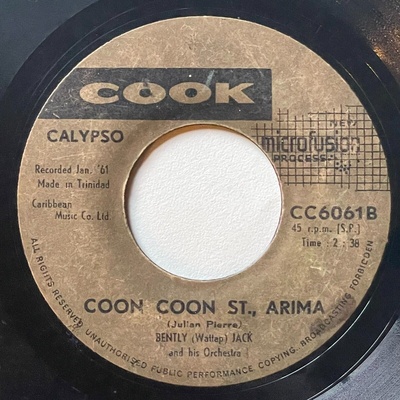 COOK
CALYPSO
NEW
microfusion
PROCESS
Recorded Jan. '61
Made in Trinidad
Caribbean
Music Co. Ltd
CC6061B
45 r.p.m. [S.P.]
Time : 2 : 38
COON COON ST., ARIMA
(Julian Pierre)
BENTLY (Wattap) JACK
and his Orchestra
ALL RIGHTS RESERVED UNAUTHORISED PUBLIC PERFORMANCE COPYING, BROADCASTING FORBIDDEN